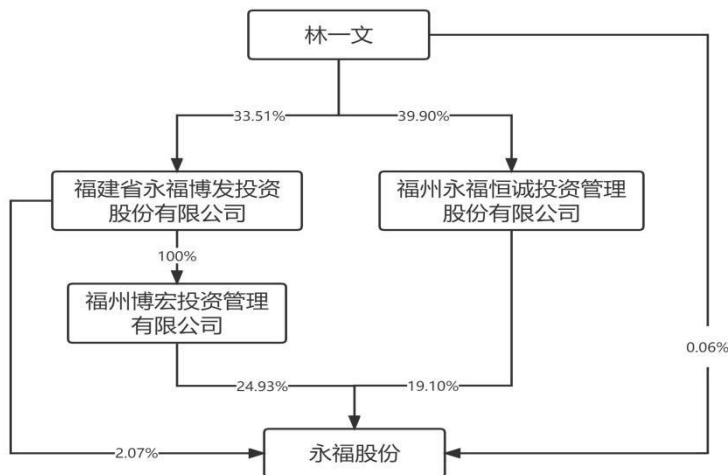 林一文
33.51%
39.90%
福建省永福博发投资
股份有限公司
福州永福恒诚投资管理
股份有限公司
100%
福州博宏投资管理
有限公司
0.06%
24.93%
19.10%
2.07%
永福股份